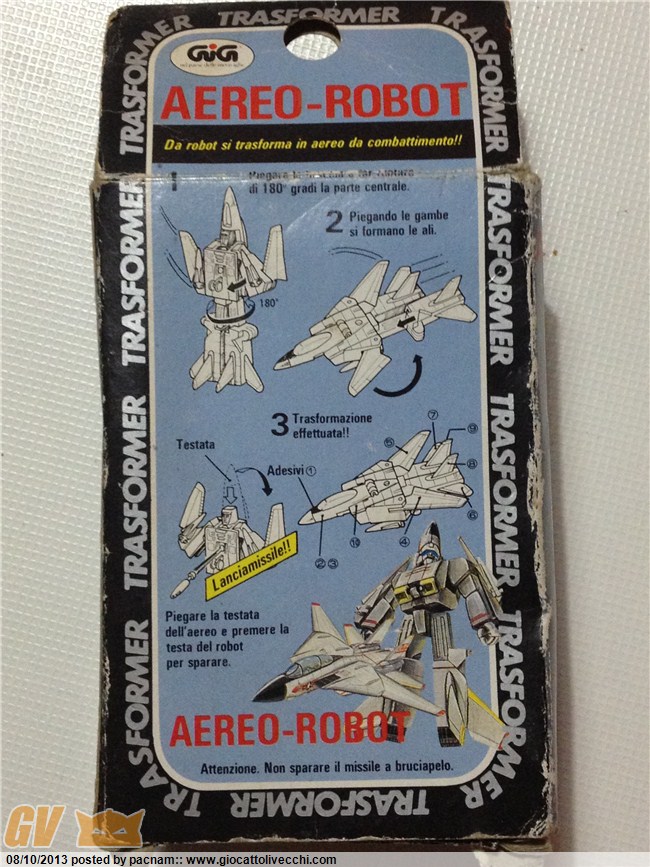 TRASFORMER TRASFORMER TRASFORMER
GiG
AEREO-ROBOT
Da robot si trasforma in aereo da combattimento!!
1
di 180° gradi la parte centrale.
2 Piegando le gambe
si formano le ali.
180°
3 Trasformazione
effettuata!!
Testata
Adesivi ①
⑦
⑨
⑤
⑧
⑥
⑩
④
②③
Lanciamissile!!
Piegare la testata
dell'aereo e premere la
testa del robot
per sparare.
AEREO-ROBOT
Attenzione. Non sparare il missile a bruciapelo.
TRASFORMER
TRASFORMER
TRASFORMER
TRASFORMER
TRASFORMER
TRASFORMER
TRASFORMER
TRASFORMER
TRASFORMER
TRASFORMER
GV
08/10/2013 posted by pacnam:: www.giocattolivecchi.com